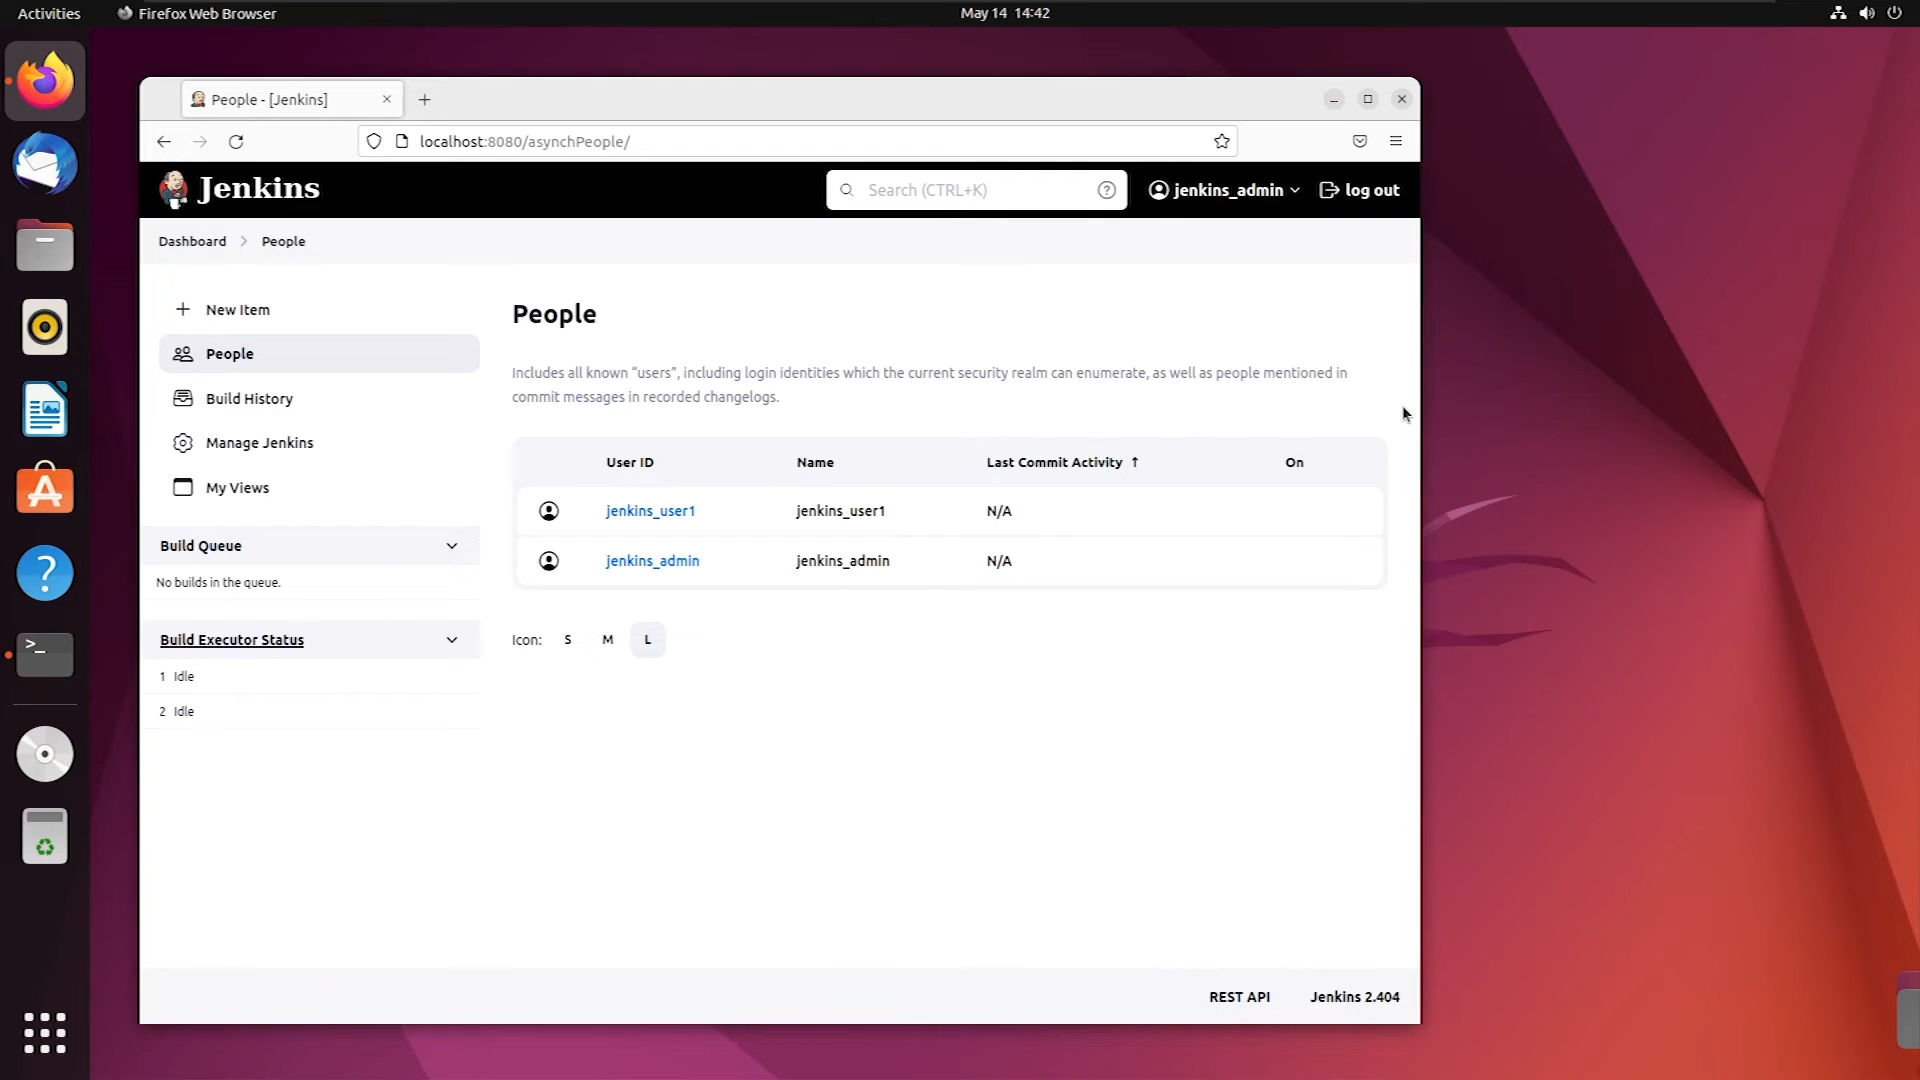 Activities
Firefox Web Browser
May 14 14:42
People - [Jenkins]
localhost:8080/asynchPeople/
Jenkins
Search (CTRL+K)
jenkins_admin
log out
Dashboard
People
New Item
People
Build History
Manage Jenkins
My Views
Build Queue
No builds in the queue.
Build Executor Status
1 Idle
2 Idle
People
Includes all known “users”, including login identities which the current security realm can enumerate, as well as people mentioned in
commit messages in recorded changelogs.
User ID Name Last Commit Activity ↑ On
jenkins_user1 jenkins_user1 N/A
jenkins_admin jenkins_admin N/A
Icon: S M L
REST API Jenkins 2.404